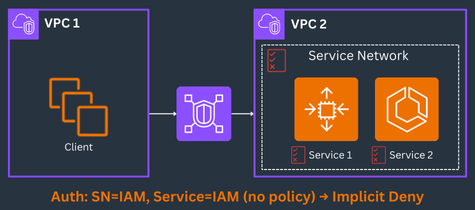 VPC 1
VPC 2
Service Network
Client
Service 1
Service 2
Auth: SN=IAM, Service=IAM (no policy) → Implicit Deny